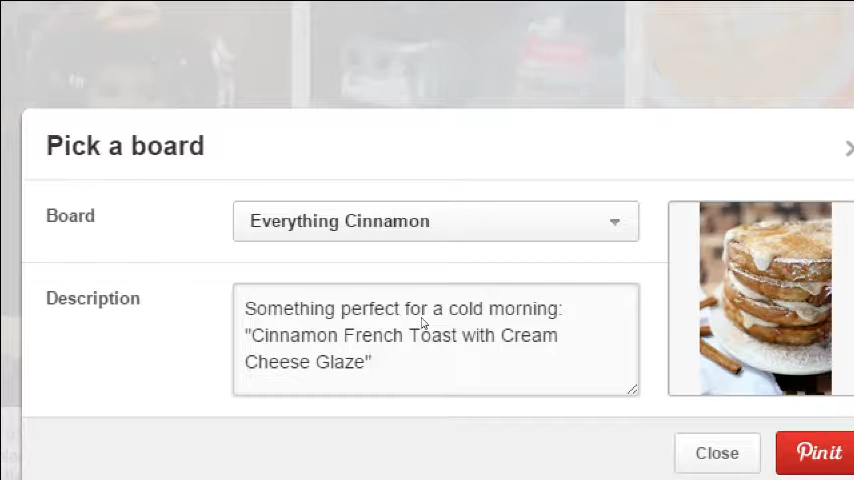 Pick a board
Board
Everything Cinnamon
Description
Something perfect for a cold morning:
"Cinnamon French Toast with Cream
Cheese Glaze"
Close
Pinit